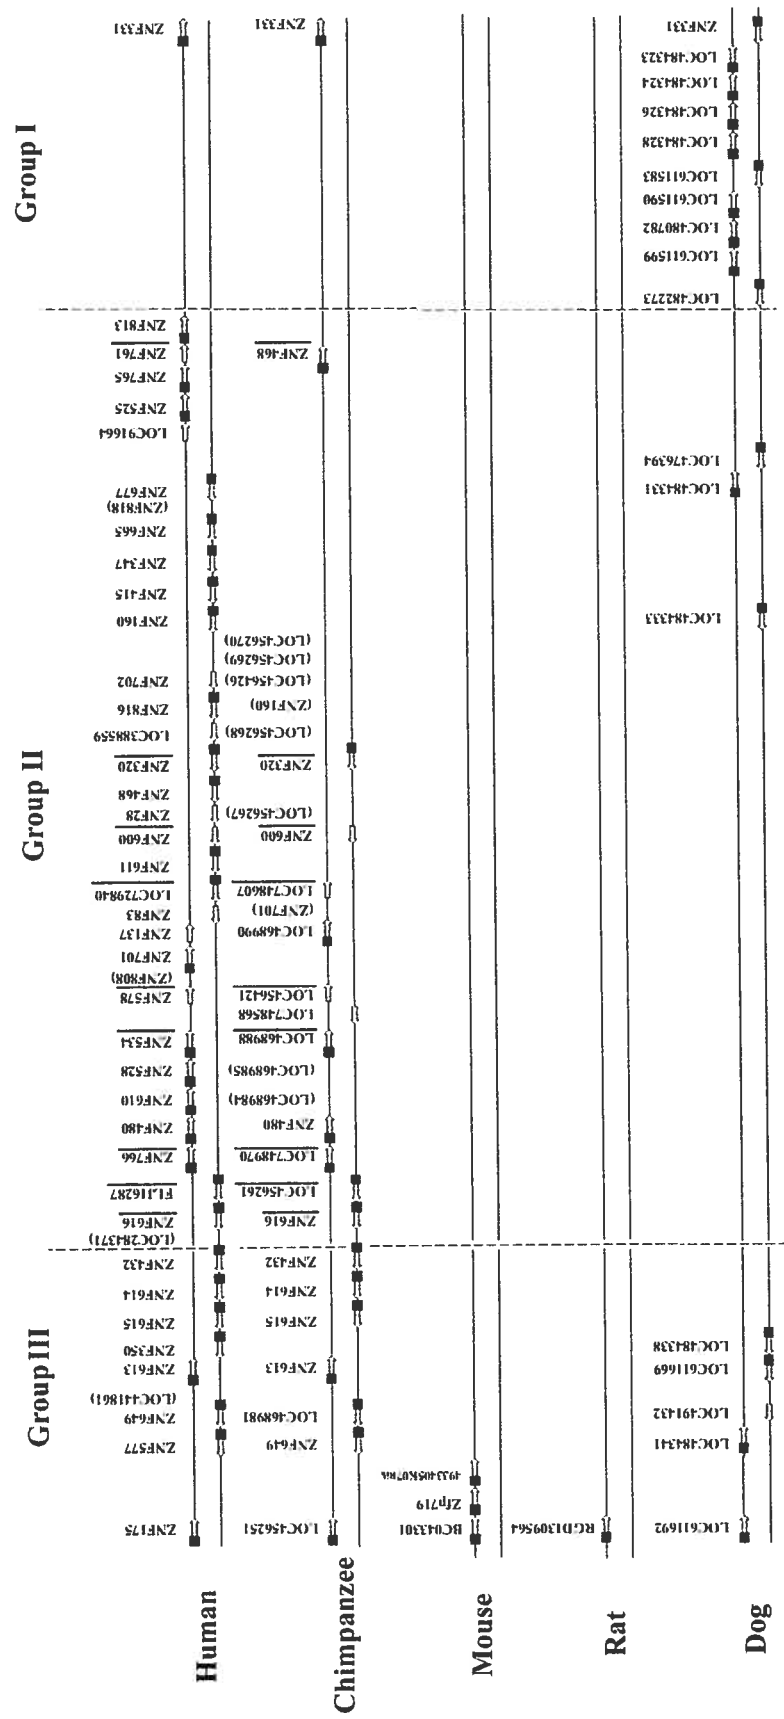 Group III
Group II
Group I
Human
ZNF175
ZNF577
ZNF649
(LOC441861)
ZNF613
ZNF350
ZNF615
ZNF614
ZNF432
(LOC284371)
ZNF616
FLJ16287
ZNF766
ZNF480
ZNF610
ZNF528
ZNF534
ZNF578
(ZNF808)
ZNF701
ZNF137
ZNF83
LOC729840
ZNF611
ZNF600
ZNF28
ZNF468
ZNF320
LOC388559
ZNF816
ZNF702
ZNF160
ZNF415
ZNF347
ZNF665
(ZNF818)
ZNF677
LOC91664
ZNF525
ZNF765
ZNF761
ZNF813
ZNF331
Chimpanzee
LOC456251
ZNF649
LOC468981
ZNF613
ZNF615
ZNF614
ZNF432
ZNF616
LOC456261
LOC748970
ZNF480
(LOC468984)
(LOC468985)
LOC468988
LOC748568
LOC456421
LOC468990
(ZNF701)
LOC748607
ZNF600
(LOC456267)
ZNF320
(LOC456268)
(ZNF160)
(LOC456426)
(LOC456269)
(LOC456270)
ZNF468
ZNF331
Mouse
BC043301
Zfp719
4933405K07Rik
Rat
RGD1309564
Dog
LOC611692
LOC484341
LOC491432
LOC611669
LOC484338
LOC484333
LOC484331
LOC476394
LOC482273
LOC611599
LOC480782
LOC611590
LOC611583
LOC484328
LOC484326
LOC484324
LOC484323
ZNF331